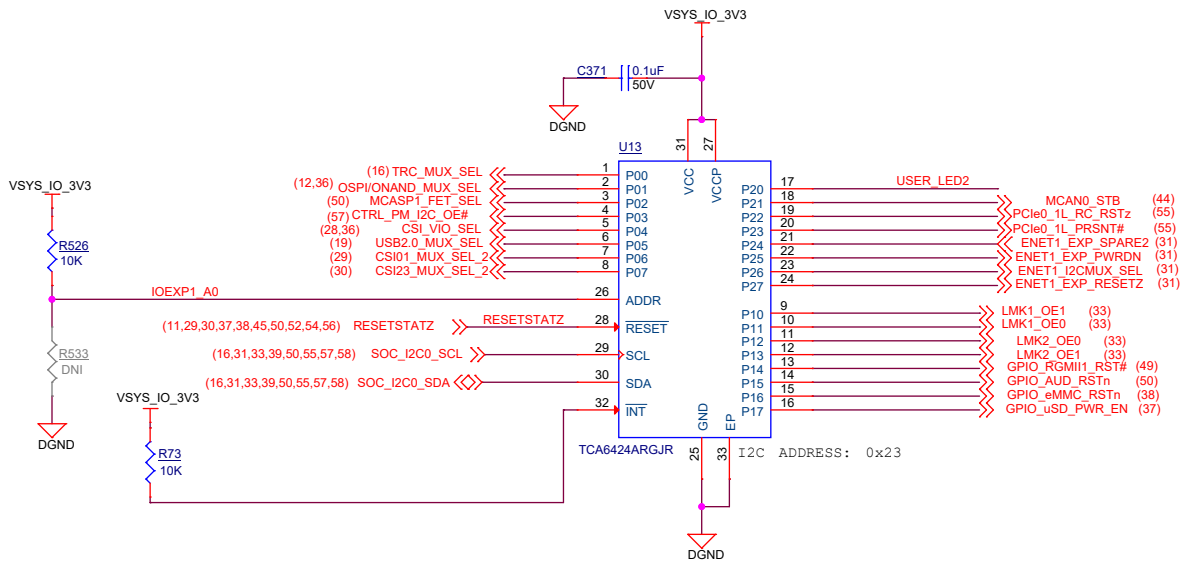 VSYS_IO_3V3
C371 0.1uF
50V
DGND
31 27
U13
VCC VCCP
(16) TRC_MUX_SEL 1 P00
(12,36) OSPI/ONAND_MUX_SEL 2 P01
(50) MCASP1_FET_SEL 3 P02
(57) CTRL_PM_I2C_OE# 4 P03
(28,36) CSI_VIO_SEL 5 P04
(19) USB2.0_MUX_SEL 6 P05
(29) CSI01_MUX_SEL_2 7 P06
(30) CSI23_MUX_SEL_2 8 P07
P20 17 USER_LED2
P21 18 MCAN0_STB (44)
P22 19 PCIe0_1L_RC_RSTz (55)
P23 20 PCIe0_1L_PRSNT# (55)
P24 21 ENET1_EXP_SPARE2 (31)
P25 22 ENET1_EXP_PWRDN (31)
P26 23 ENET1_I2CMUX_SEL (31)
P27 24 ENET1_EXP_RESETZ (31)
VSYS_IO_3V3
R526
10K
IOEXP1_A0 26 ADDR
R533
DNI
DGND
(11,29,30,37,38,45,50,52,54,56) RESETSTATZ RESETSTATZ 28 RESET
(16,31,33,39,50,55,57,58) SOC_I2C0_SCL 29 SCL
(16,31,33,39,50,55,57,58) SOC_I2C0_SDA 30 SDA
32 INT
P10 9 LMK1_OE1 (33)
P11 10 LMK1_OE0 (33)
P12 11 LMK2_OE0 (33)
P13 12 LMK2_OE1 (33)
P14 13 GPIO_RGMII1_RST# (49)
P15 14 GPIO_AUD_RSTn (50)
P16 15 GPIO_eMMC_RSTn (38)
P17 16 GPIO_uSD_PWR_EN (37)
VSYS_IO_3V3
R73
10K
GND EP
TCA6424ARGJR
25 33
I2C ADDRESS: 0x23
DGND